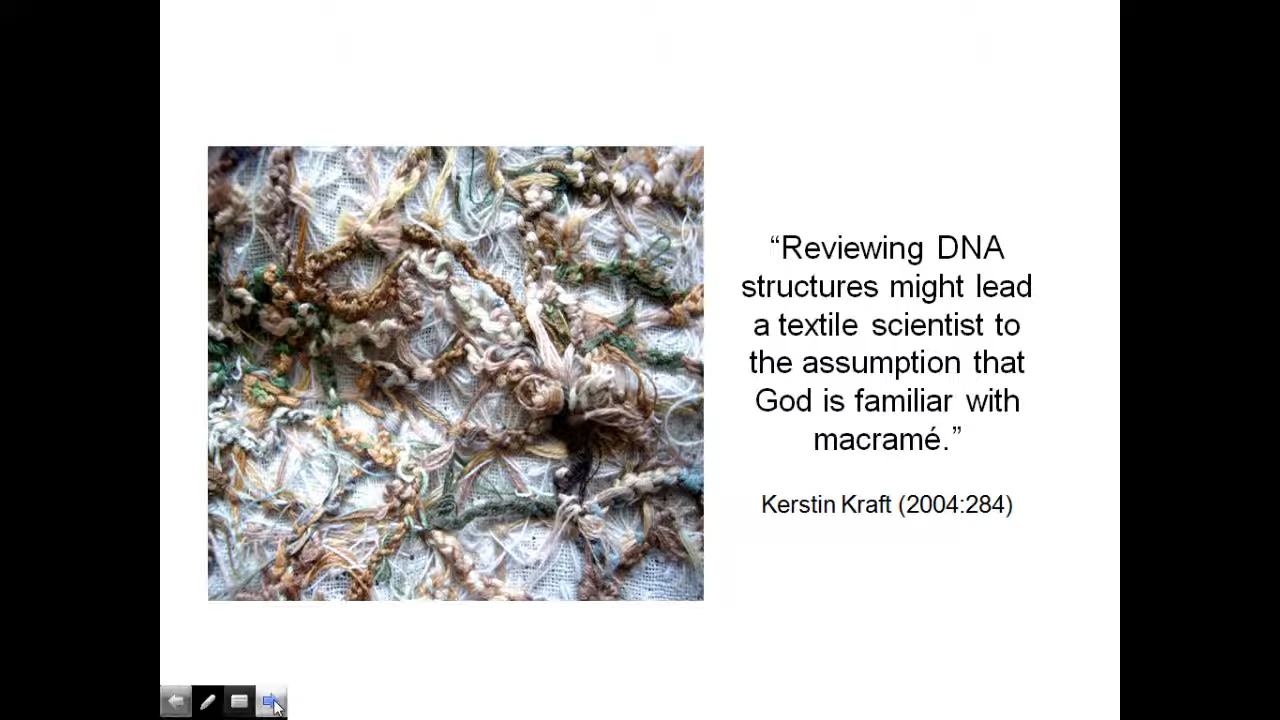 “Reviewing DNA
structures might lead
a textile scientist to
the assumption that
God is familiar with
macramé.”
Kerstin Kraft (2004:284)